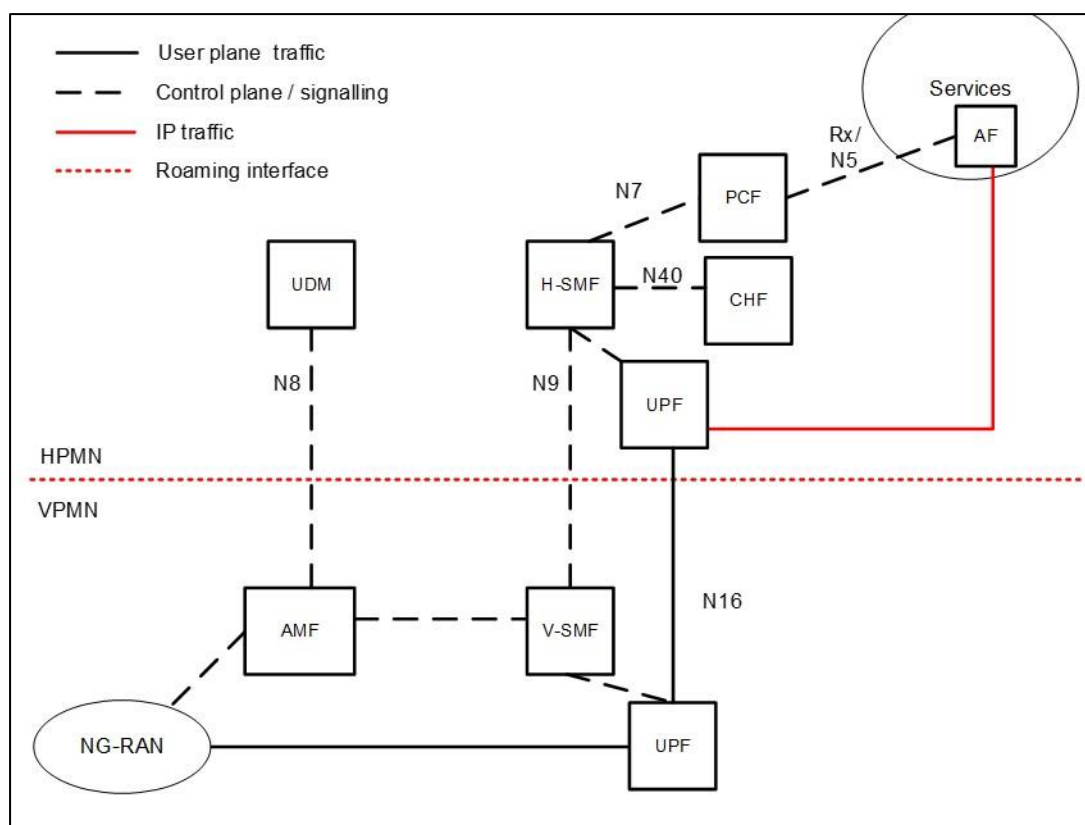 User plane traffic
Control plane / signalling
IP traffic
Roaming interface
Services
AF
Rx/
N5
PCF
N7
UDM
H-SMF
N40
CHF
N8
N9
UPF
HPMN
VPMN
N16
AMF
V-SMF
NG-RAN
UPF